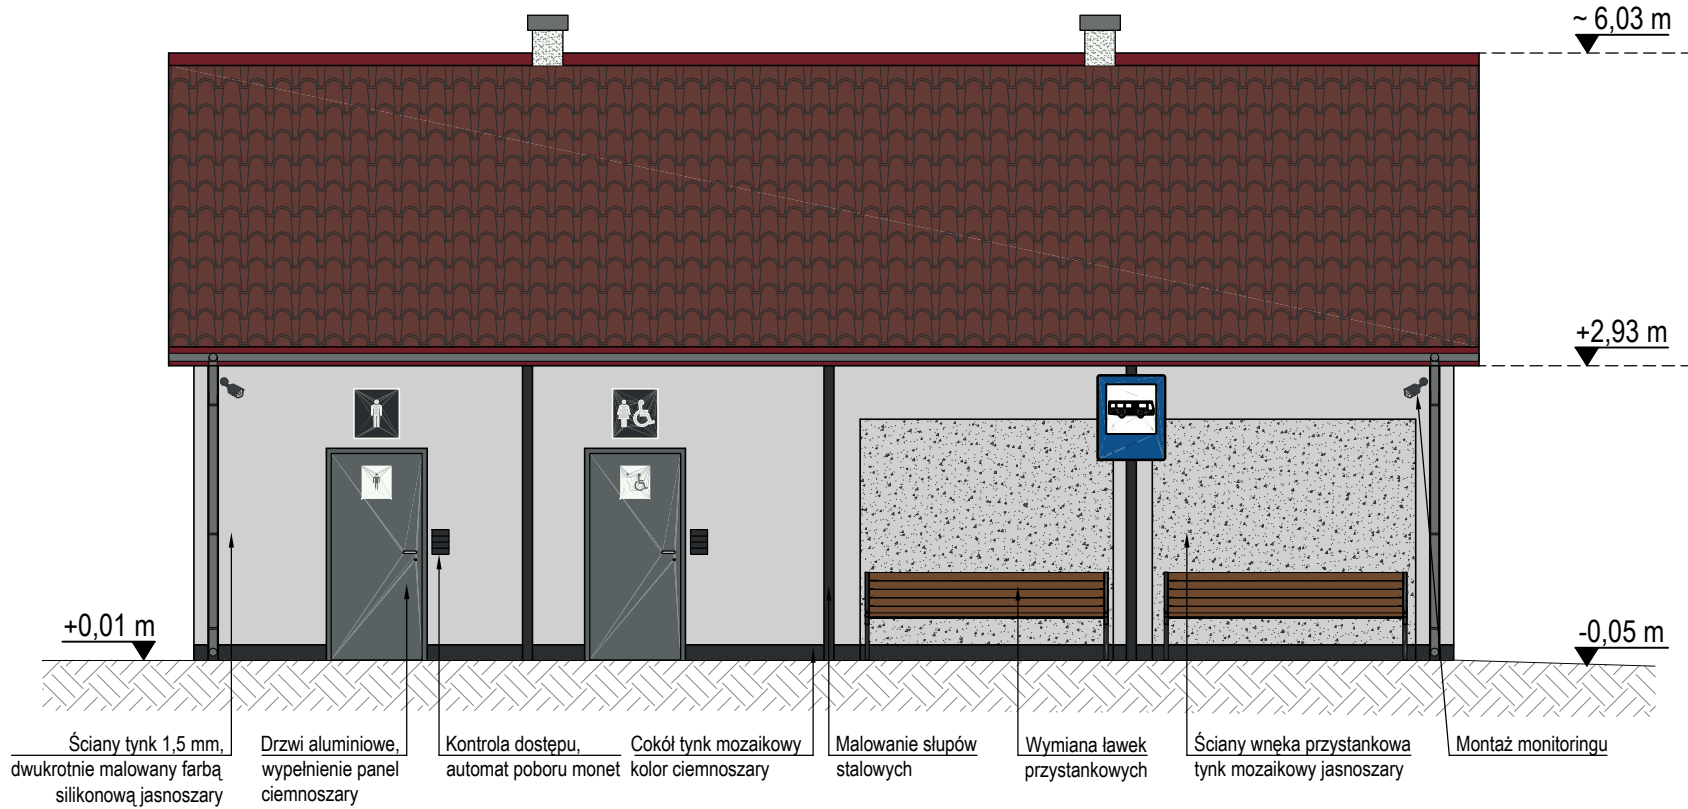 ~ 6,03 m
+2,93 m
+0,01 m
-0,05 m
Ściany tynk 1,5 mm,
dwukrotnie malowany farbą
silikonową jasnoszary
Drzwi aluminiowe,
wypełnienie panel
ciemnoszary
Kontrola dostępu,
automat poboru monet
Cokół tynk mozaikowy
kolor ciemnoszary
Malowanie słupów
stalowych
Wymiana ławek
przystankowych
Ściany wnęka przystankowa
tynk mozaikowy jasnoszary
Montaż monitoringu